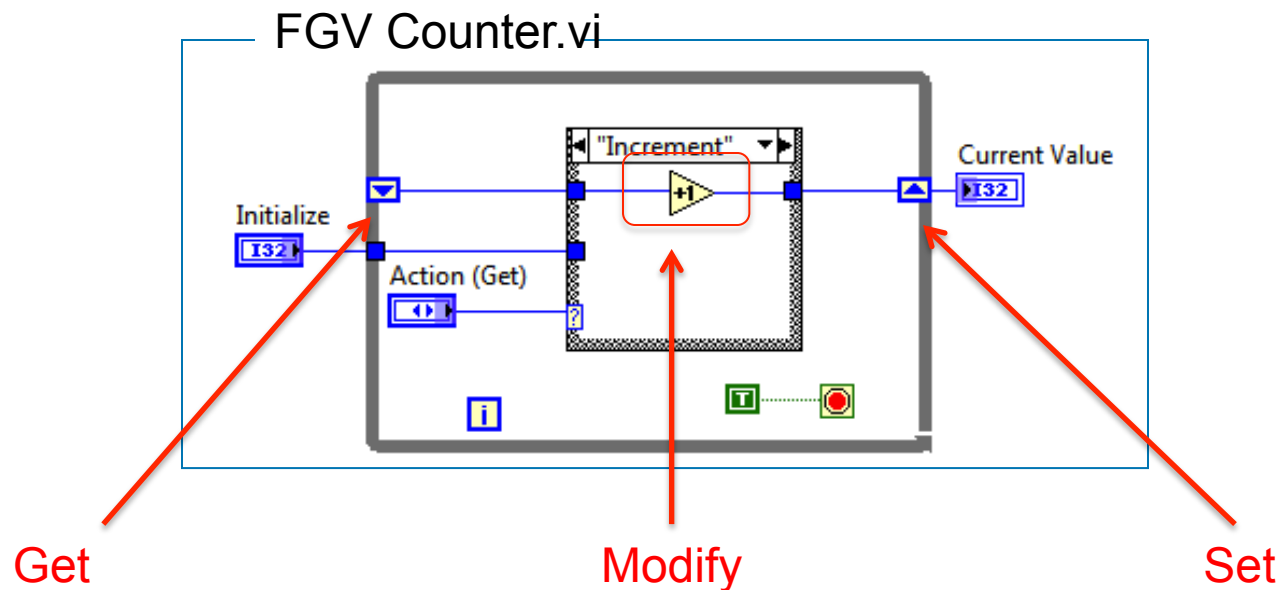 FGV Counter.vi
"Increment"
Current Value
+1
I32
Initialize
I32
Action (Get)
?
T
i
Get
Modify
Set